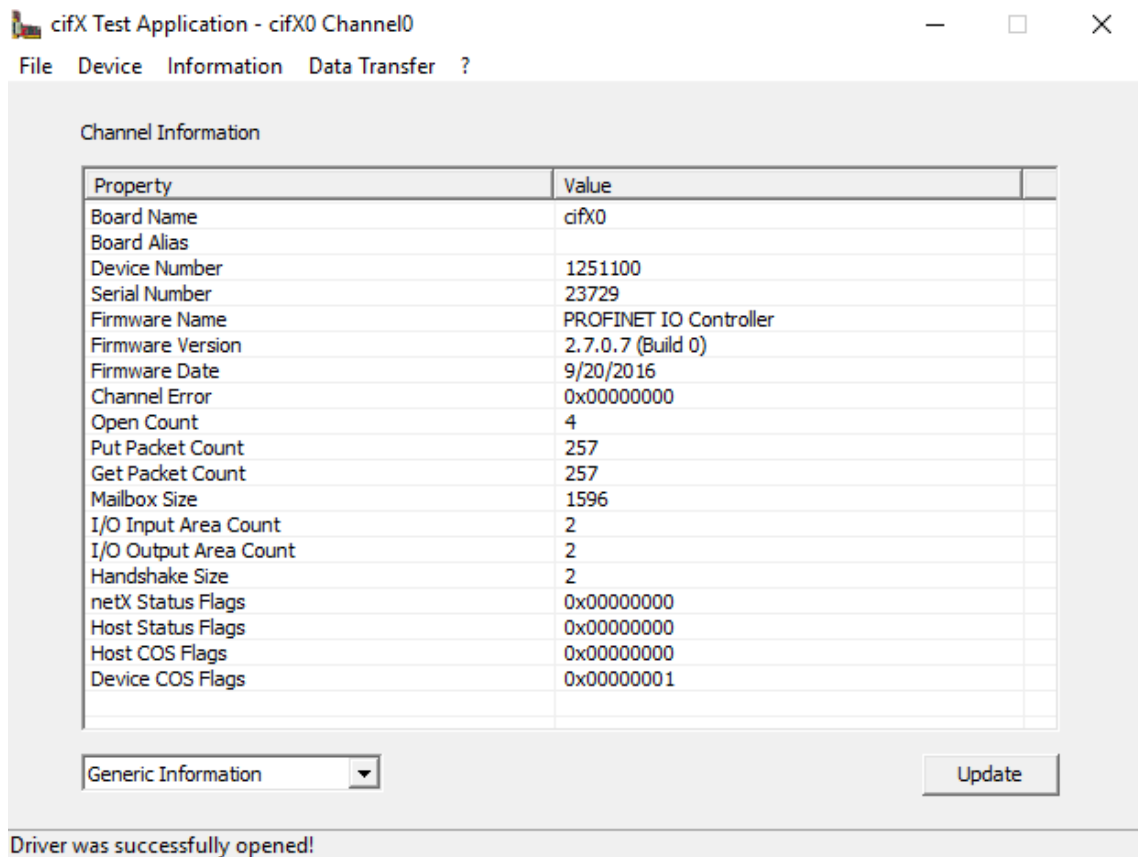 cifX Test Application - cifX0 Channel0
File Device Information Data Transfer ?
Channel Information
Property Value
Board Name cifX0
Board Alias
Device Number 1251100
Serial Number 23729
Firmware Name PROFINET IO Controller
Firmware Version 2.7.0.7 (Build 0)
Firmware Date 9/20/2016
Channel Error 0x00000000
Open Count 4
Put Packet Count 257
Get Packet Count 257
Mailbox Size 1596
I/O Input Area Count 2
I/O Output Area Count 2
Handshake Size 2
netX Status Flags 0x00000000
Host Status Flags 0x00000000
Host COS Flags 0x00000000
Device COS Flags 0x00000001
Generic Information Update
Driver was successfully opened!